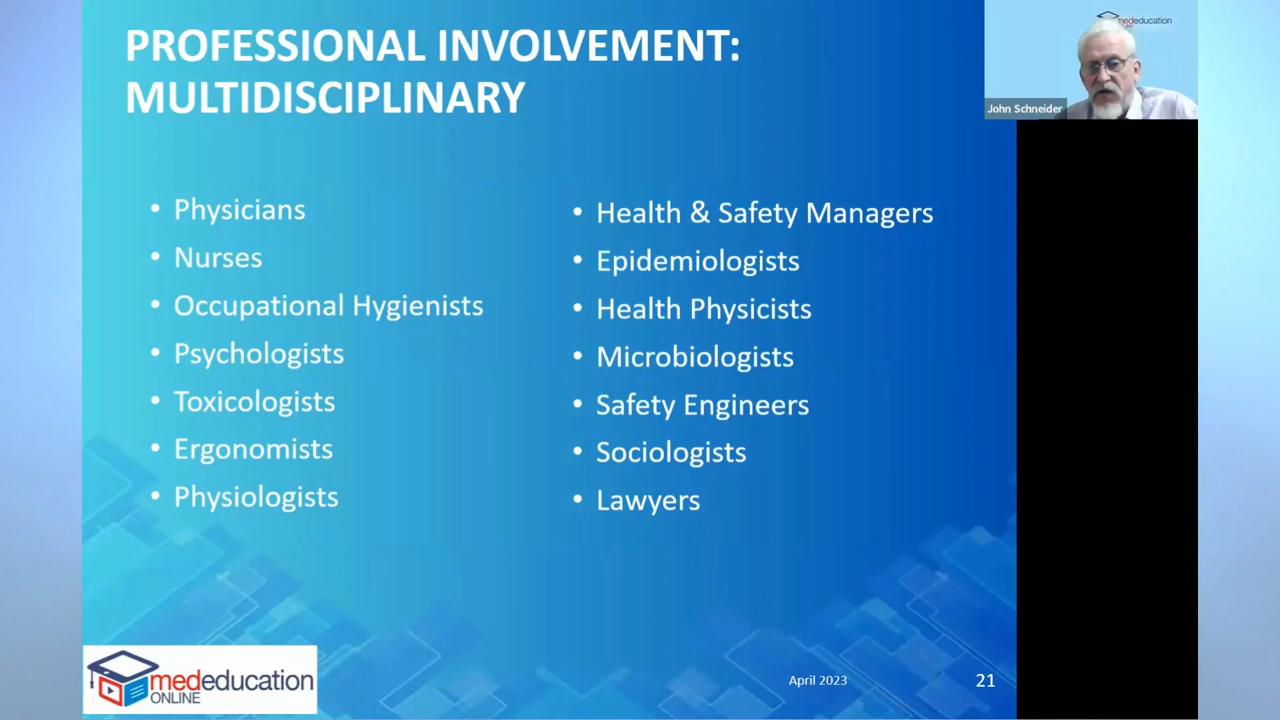 PROFESSIONAL INVOLVEMENT:
MULTIDISCIPLINARY
• Physicians
• Nurses
• Occupational Hygienists
• Psychologists
• Toxicologists
• Ergonomists
• Physiologists
• Health & Safety Managers
• Epidemiologists
• Health Physicists
• Microbiologists
• Safety Engineers
• Sociologists
• Lawyers
mededucation
ONLINE
April 2023
21
mededucation
John Schneider